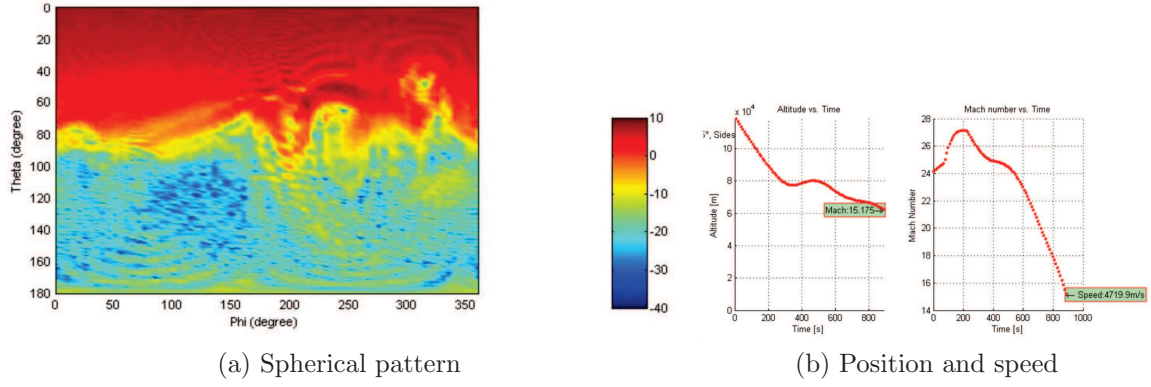 0
20
40
60
80
100
120
140
160
180
Theta (degree)
0 50 100 150 200 250 300 350
Phi (degree)
10
0
-10
-20
-30
-40
(a) Spherical pattern
Altitude vs. Time
x 10⁴
5°, Sides
10
8
6
4
2
0
Altitude [m]
Mach:15.175→
0 200 400 600 800
Time [s]
Mach number vs. Time
28
26
24
22
20
18
16
14
Mach Number
← Speed:4719.9m/s
0 200 400 600 800 1000
Time [s]
(b) Position and speed